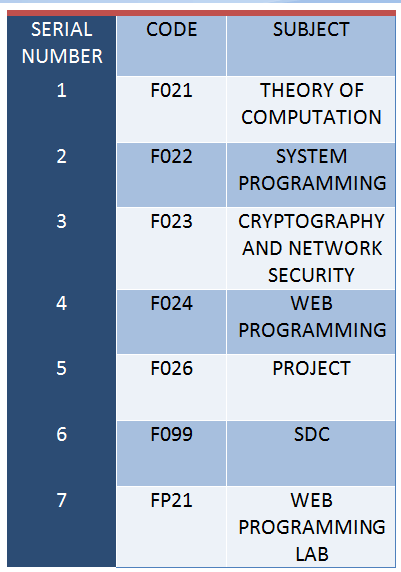 SERIAL NUMBER CODE SUBJECT
1 F021 THEORY OF COMPUTATION
2 F022 SYSTEM PROGRAMMING
3 F023 CRYPTOGRAPHY AND NETWORK SECURITY
4 F024 WEB PROGRAMMING
5 F026 PROJECT
6 F099 SDC
7 FP21 WEB PROGRAMMING LAB